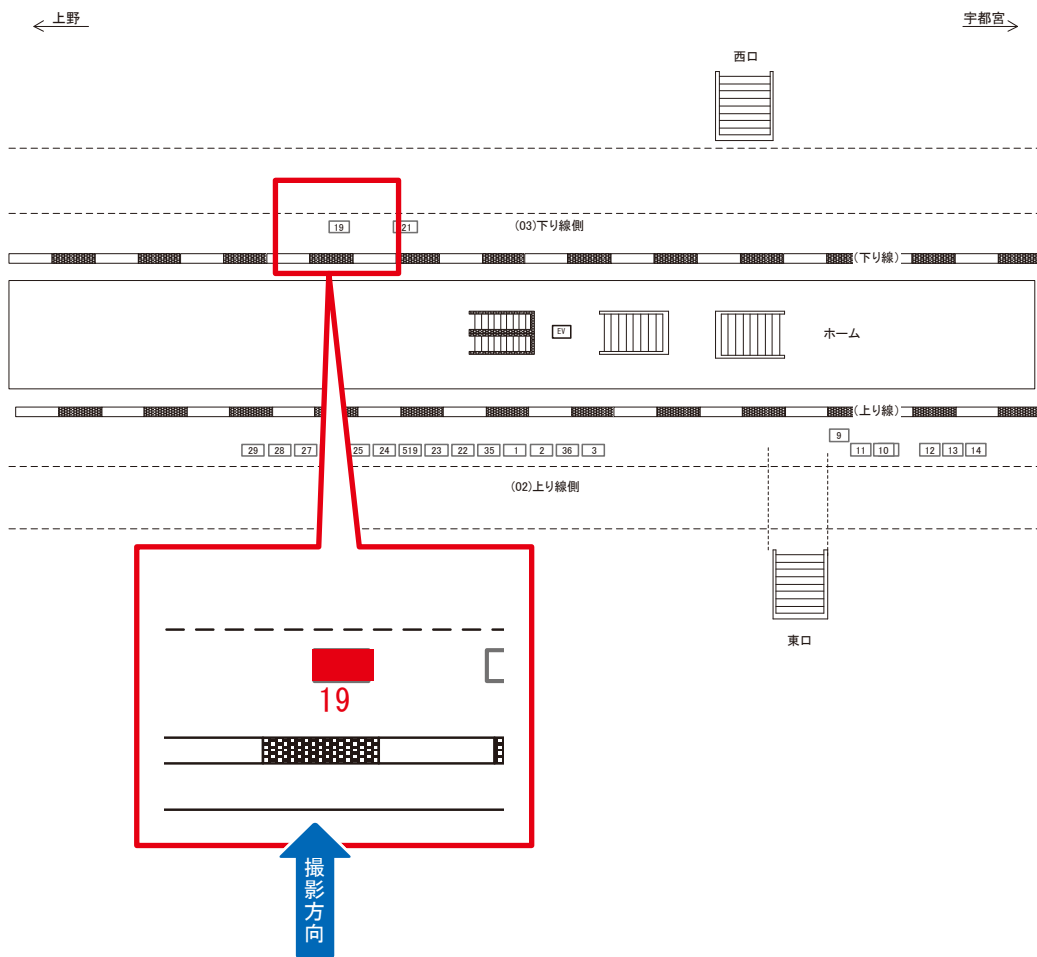 上野
宇都宮
西口
19
21
(03)下り線側
(下り線)
EV
ホーム
(上り線)
9
29 28 27 25 24 519 23 22 35 1 2 36 3 11 10 12 13 14
(02)上り線側
東口
19
撮影方向